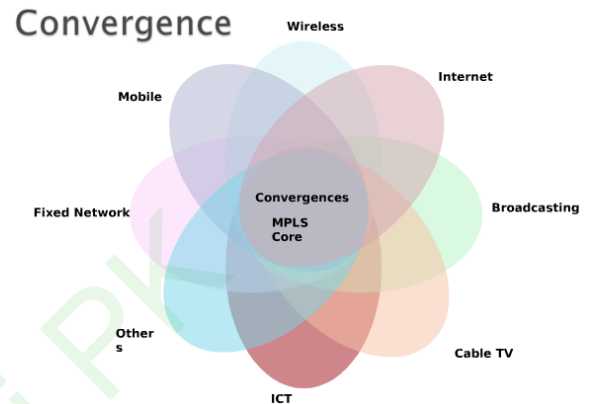 Convergence
Wireless
Internet
Mobile
Convergences
MPLS
Core
Fixed Network
Broadcasting
Other
s
Cable TV
ICT